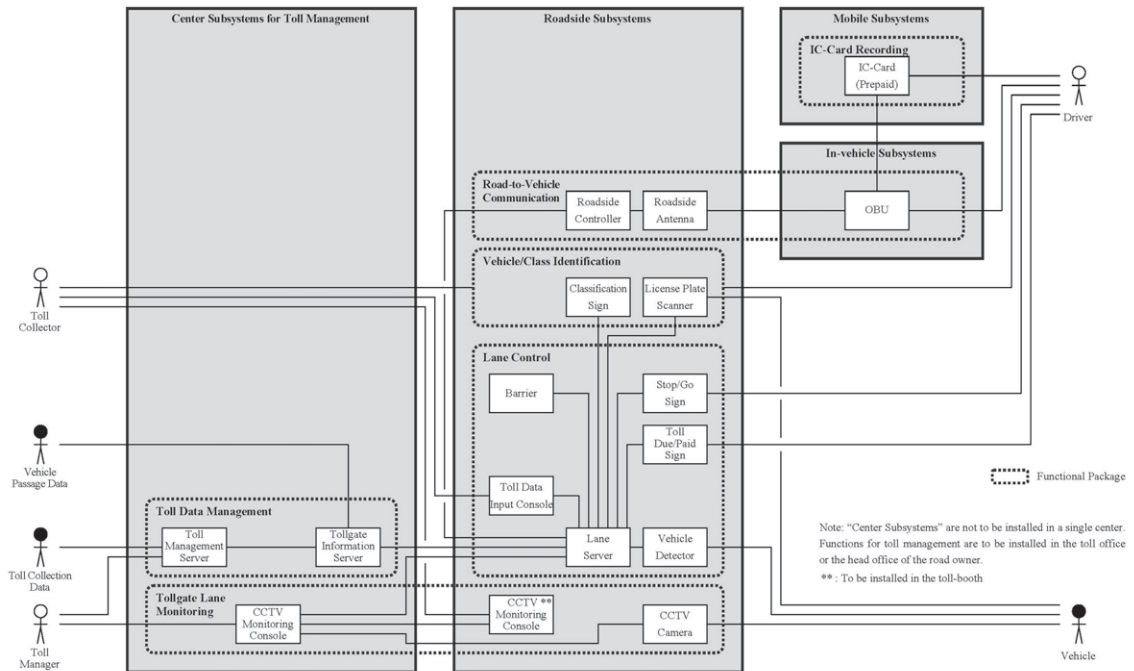 Center Subsystems for Toll Management
Roadside Subsystems
Mobile Subsystems
IC-Card Recording
IC-Card
(Prepaid)
Driver
In-vehicle Subsystems
Road-to-Vehicle
Communication
Roadside
Controller
Roadside
Antenna
OBU
Vehicle/Class Identification
Toll
Collector
Classification
Sign
License Plate
Scanner
Lane Control
Barrier
Stop/Go
Sign
Toll
Due/Paid
Sign
Vehicle
Passage Data
Functional Package
Toll Data
Input Console
Toll Data Management
Toll
Management
Server
Tollgate
Information
Server
Lane
Server
Vehicle
Detector
Note: “Center Subsystems” are not to be installed in a single center.
Functions for toll management are to be installed in the toll office
or the head office of the road owner.
** : To be installed in the toll-booth
Toll Collection
Data
Tollgate Lane
Monitoring
CCTV
Monitoring
Console
CCTV **
Monitoring
Console
CCTV
Camera
Toll
Manager
Vehicle